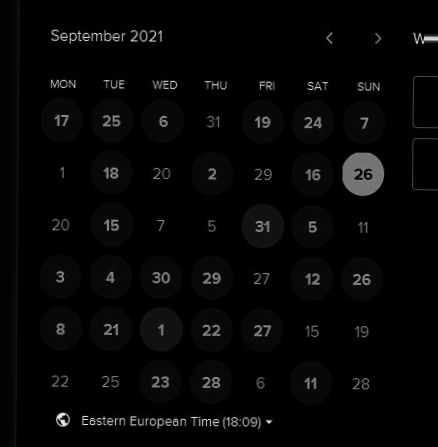 September 2021
MON TUE WED THU FRI SAT SUN
17 25 6 31 19 24 7
1 18 20 2 29 16 26
20 15 7 5 31 5 11
3 4 30 29 27 12 26
8 21 1 22 27 15 19
22 25 23 28 6 11 28
Eastern European Time (18:09)